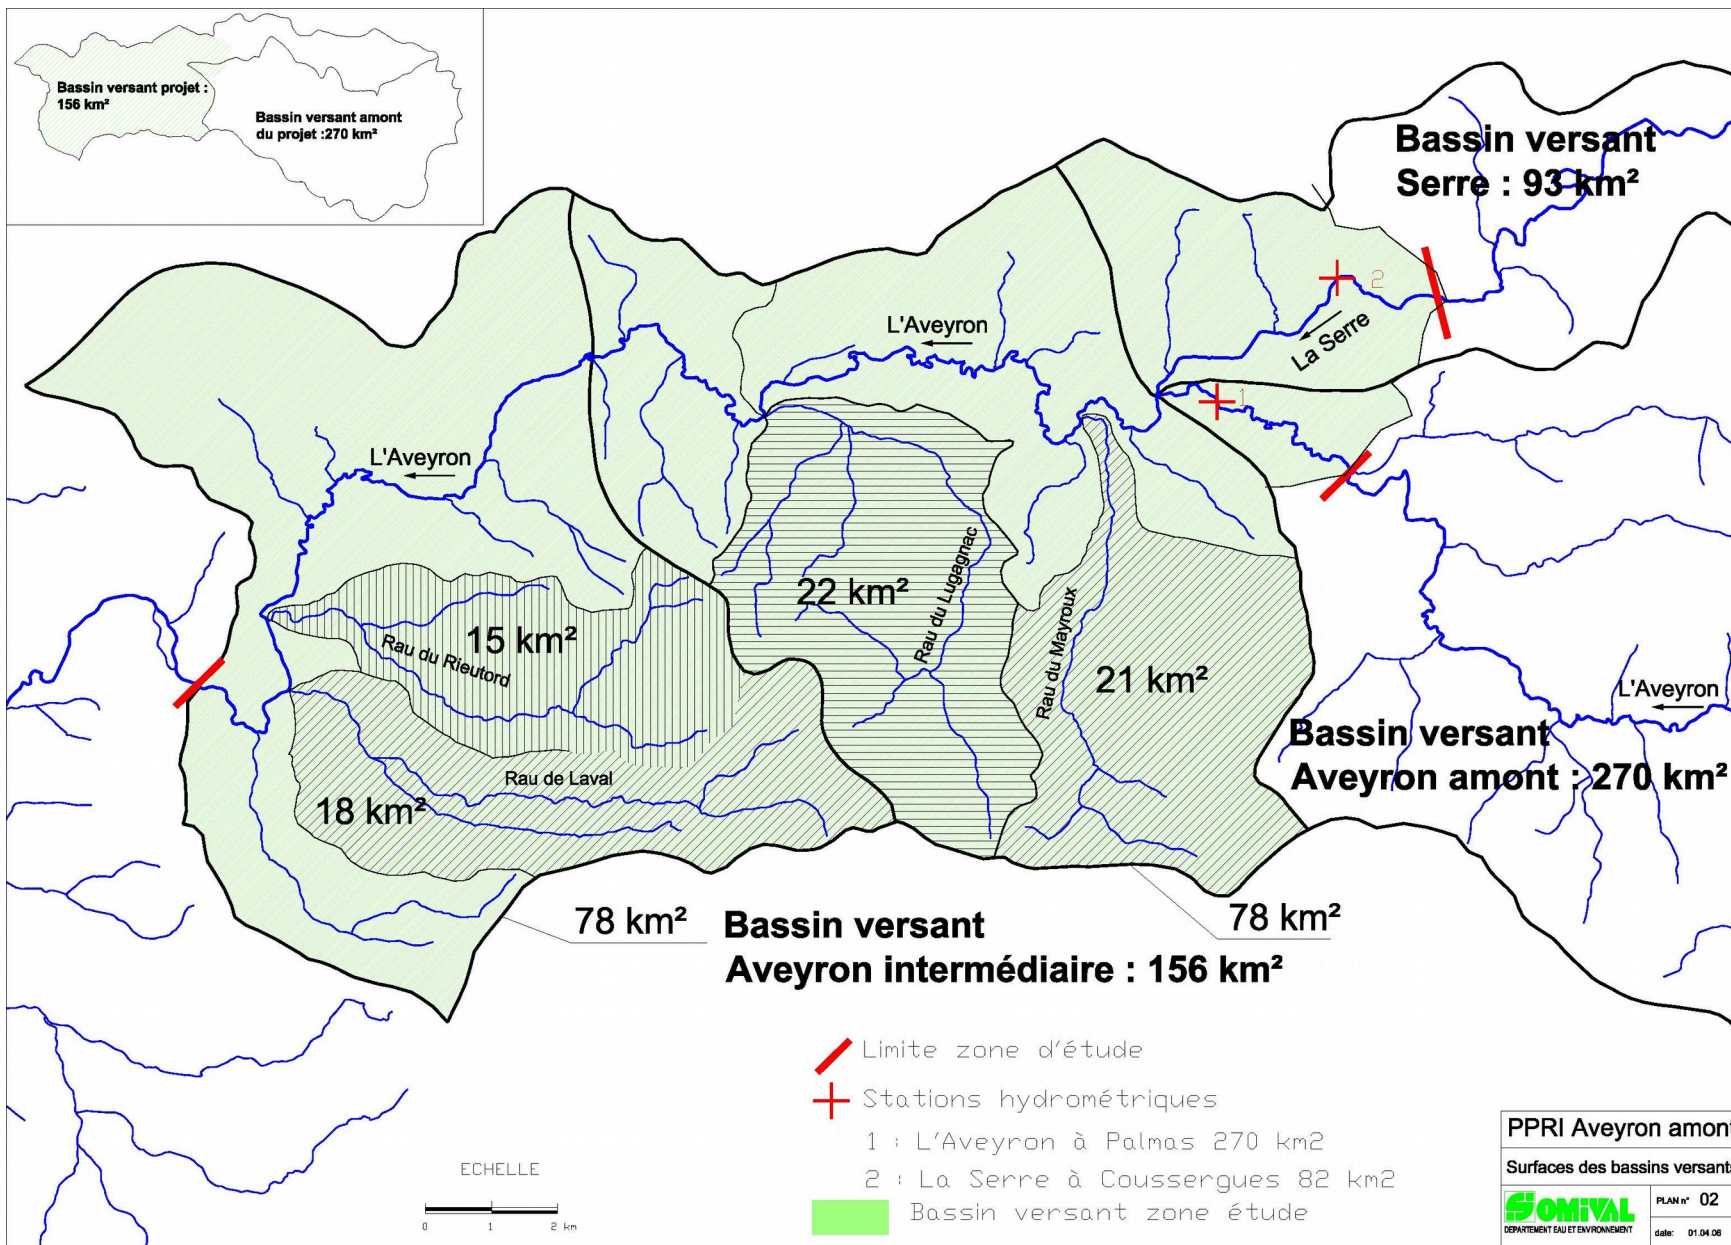 Bassin versant projet :
156 km²
Bassin versant amont
du projet :270 km²
Bassin versant
Serre : 93 km²
2
L'Aveyron
La Serre
1
L'Aveyron
22 km²
Rau du Lugagnac
15 km²
Rau du Rieutord
Rau du Mayroux
21 km²
L'Aveyron
Bassin versant
Aveyron amont : 270 km²
Rau de Laval
18 km²
78 km²
Bassin versant
Aveyron intermédiaire : 156 km²
78 km²
Limite zone d'étude
Stations hydrométriques
1 : L'Aveyron à Palmas 270 km2
2 : La Serre à Coussergues 82 km2
Bassin versant zone étude
ECHELLE
0 1 2 km
PPRI Aveyron amont
Surfaces des bassins versants
SOMIVAL
DEPARTEMENT EAU ET ENVIRONNEMENT
PLAN n° 02
date: 01.04.08